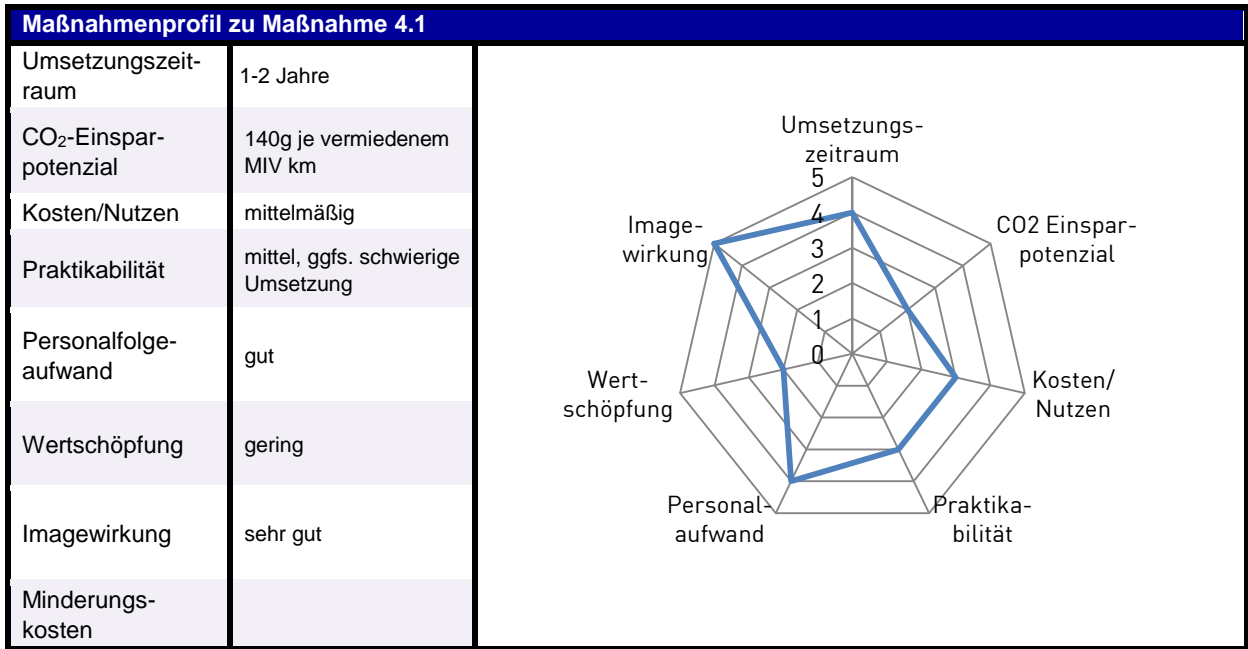 Maßnahmenprofil zu Maßnahme 4.1
Umsetzungszeit-
raum
1-2 Jahre
CO₂-Einspar-
potenzial
140g je vermiedenem
MIV km
Kosten/Nutzen
mittelmäßig
Praktikabilität
mittel, ggfs. schwierige
Umsetzung
Personalfolge-
aufwand
gut
Wertschöpfung
gering
Imagewirkung
sehr gut
Minderungs-
kosten
Umsetzungs-
zeitraum
5
4
3
2
1
0
CO2 Einspar-
potenzial
Kosten/
Nutzen
Praktika-
bilität
Personal-
aufwand
Wert-
schöpfung
Image-
wirkung